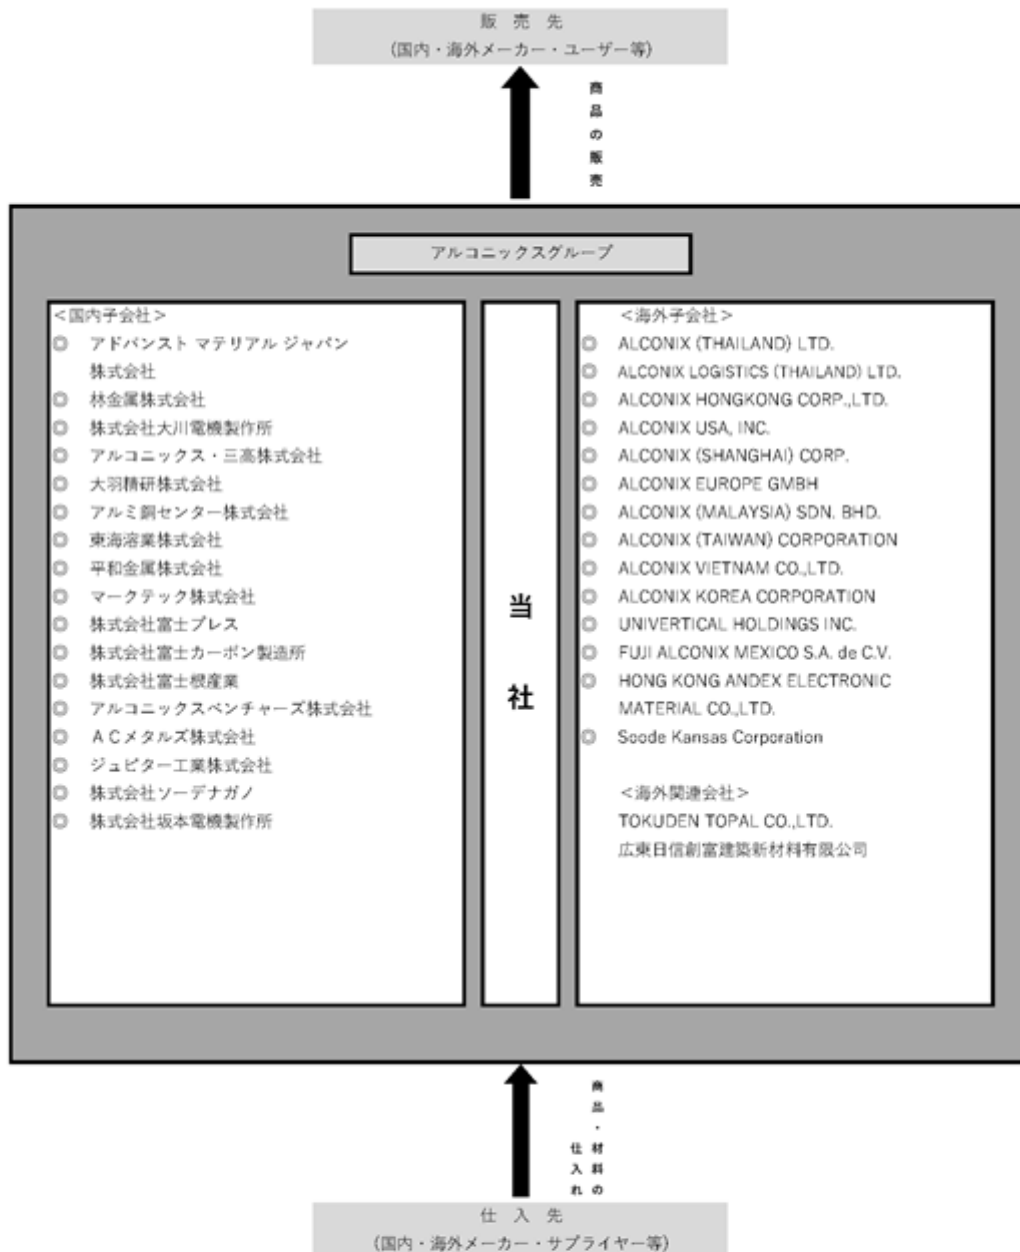 販 売 先
(国内・海外メーカー・ユーザー等)
商品の販売
アルコニックスグループ
<国内子会社>
◎ アドバンスト マテリアル ジャパン
株式会社
◎ 林金属株式会社
◎ 株式会社大川電機製作所
◎ アルコニックス・三高株式会社
◎ 大羽精研株式会社
◎ アルミ銅センター株式会社
◎ 東海溶業株式会社
◎ 平和金属株式会社
◎ マークテック株式会社
◎ 株式会社富士プレス
◎ 株式会社富士カーボン製造所
◎ 株式会社富士根産業
◎ アルコニックスベンチャーズ株式会社
◎ ACメタルズ株式会社
◎ ジュピター工業株式会社
◎ 株式会社ソーデナガノ
◎ 株式会社坂本電機製作所
当社
<海外子会社>
◎ ALCONIX (THAILAND) LTD.
◎ ALCONIX LOGISTICS (THAILAND) LTD.
◎ ALCONIX HONGKONG CORP.,LTD.
◎ ALCONIX USA, INC.
◎ ALCONIX (SHANGHAI) CORP.
◎ ALCONIX EUROPE GMBH
◎ ALCONIX (MALAYSIA) SDN. BHD.
◎ ALCONIX (TAIWAN) CORPORATION
◎ ALCONIX VIETNAM CO.,LTD.
◎ ALCONIX KOREA CORPORATION
◎ UNIVERTICAL HOLDINGS INC.
◎ FUJI ALCONIX MEXICO S.A. de C.V.
◎ HONG KONG ANDEX ELECTRONIC
MATERIAL CO.,LTD.
◎ Soode Kansas Corporation
<海外関連会社>
TOKUDEN TOPAL CO.,LTD.
広東日信創富建築新材料有限公司
商品・材料の
仕入れ
仕 入 先
(国内・海外メーカー・サプライヤー等)